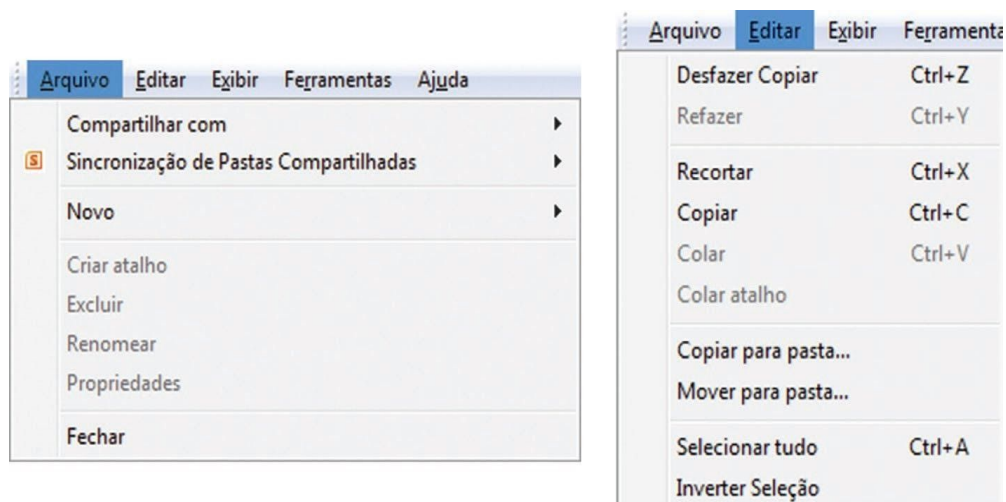 Arquivo Editar Exibir Ferramentas Ajuda
Compartilhar com
S Sincronização de Pastas Compartilhadas
Novo
Criar atalho
Excluir
Renomear
Propriedades
Fechar
Arquivo Editar Exibir Ferramenta
Desfazer Copiar Ctrl+Z
Refazer Ctrl+Y
Recortar Ctrl+X
Copiar Ctrl+C
Colar Ctrl+V
Colar atalho
Copiar para pasta...
Mover para pasta...
Selecionar tudo Ctrl+A
Inverter Seleção